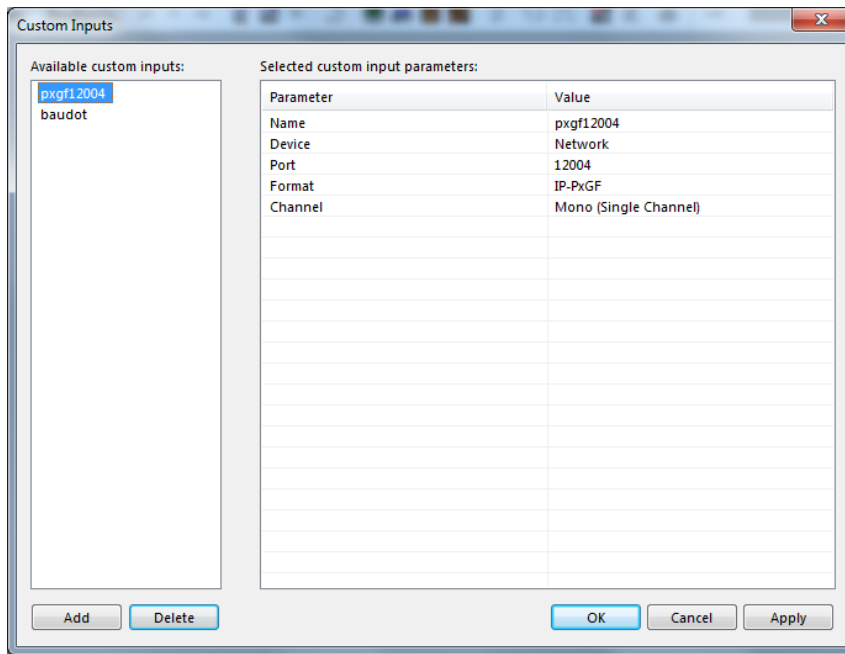 Custom Inputs
Available custom inputs:
pxgf12004
baudot
Selected custom input parameters:
Parameter Value
Name pxgf12004
Device Network
Port 12004
Format IP-PxGF
Channel Mono (Single Channel)
Add Delete OK Cancel Apply